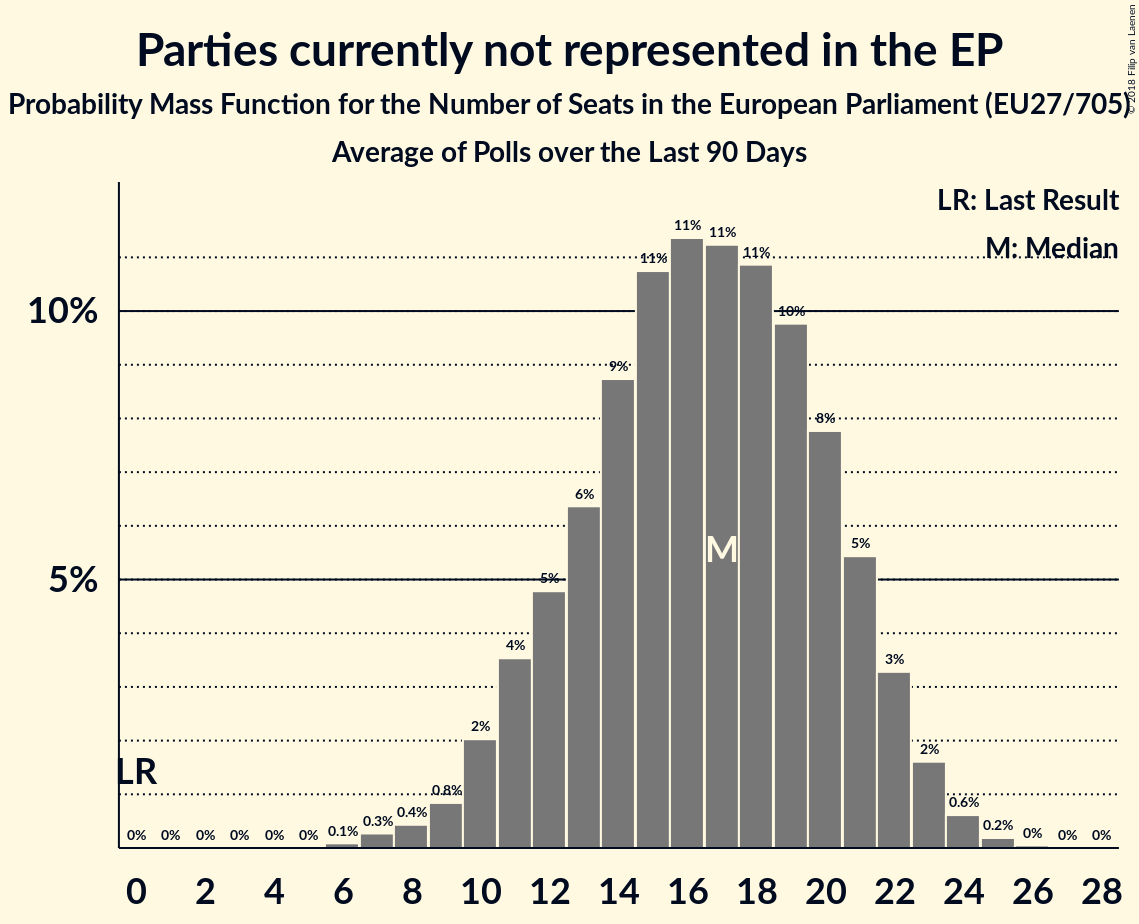 Parties currently not represented in the EP
Probability Mass Function for the Number of Seats in the European Parliament (EU27/705)
Average of Polls over the Last 90 Days
© 2018 Filip van Laenen
LR: Last Result
M: Median
10%
5%
LR
M
0% 0% 0% 0% 0% 0% 0.1% 0.3% 0.4% 0.8% 2% 4% 5% 6% 9% 11% 11% 11% 11% 10% 8% 5% 3% 2% 0.6% 0.2% 0% 0% 0%
0 2 4 6 8 10 12 14 16 18 20 22 24 26 28